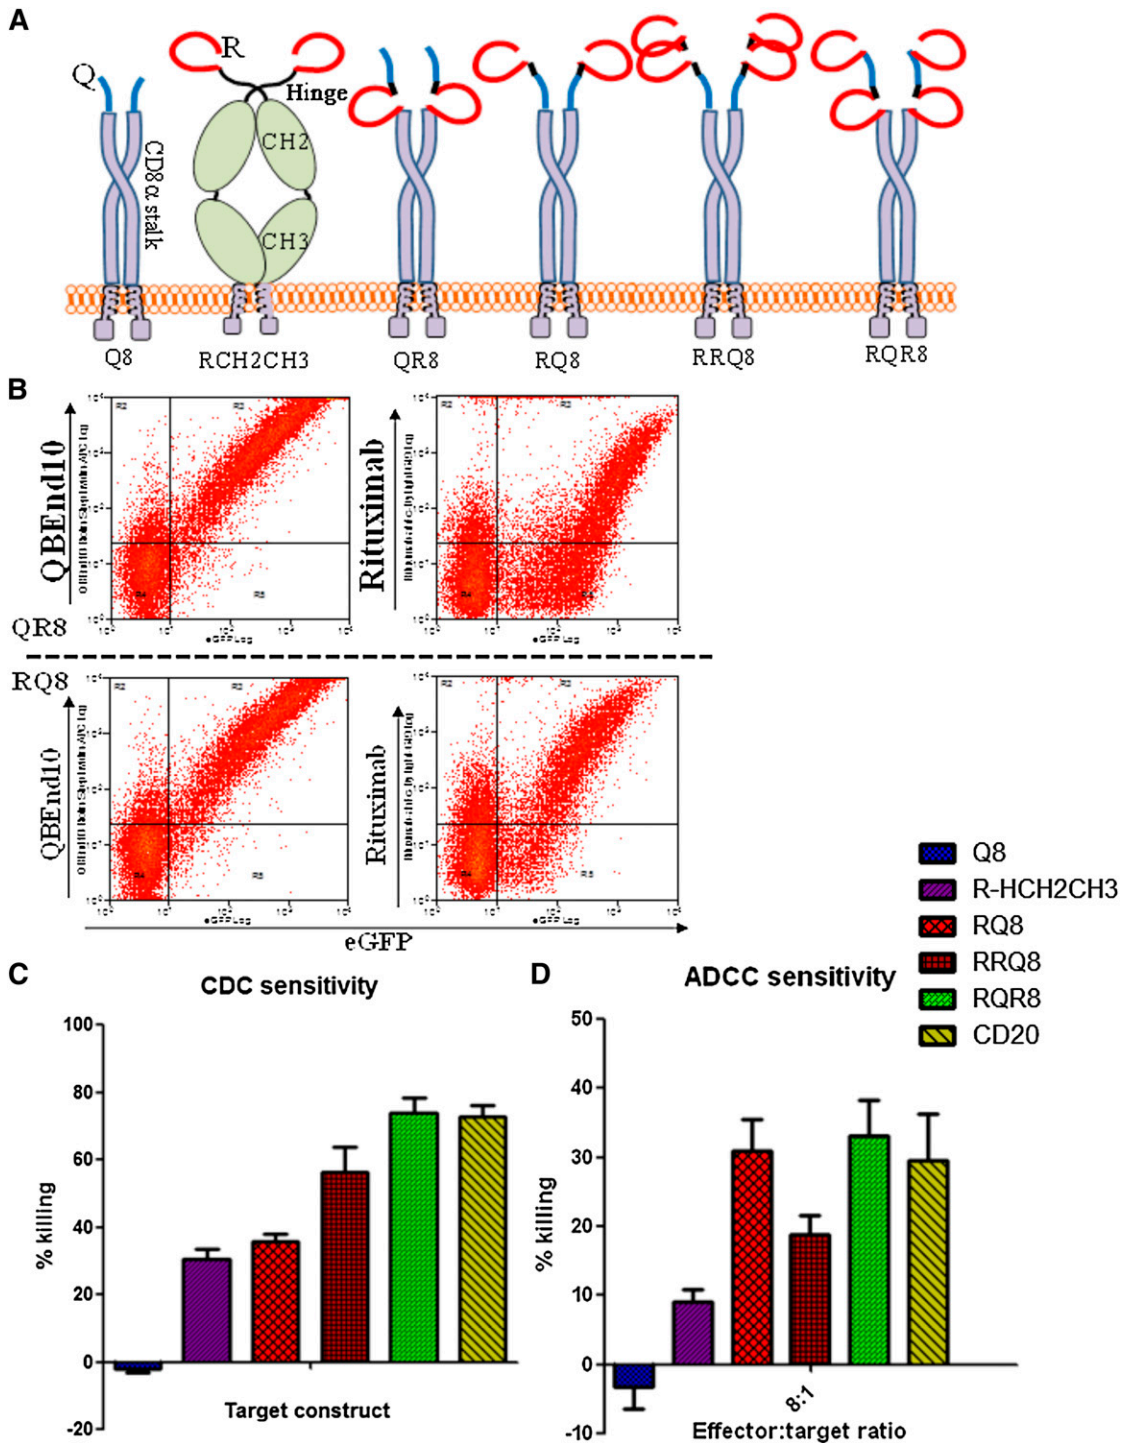 A
Q
R
Hinge
CH2
CD8α stalk
CH3
Q8
RCH2CH3
QR8
RQ8
RRQ8
RQR8
B
QBEnd10
Rituximab
QR8
RQ8
QBEnd10
Rituximab
eGFP
Q8
R-HCH2CH3
RQ8
RRQ8
RQR8
CD20
C
CDC sensitivity
% killing
100
80
60
40
20
0
-20
Target construct
D
ADCC sensitivity
% killing
50
40
30
20
10
0
-10
8:1
Effector:target ratio